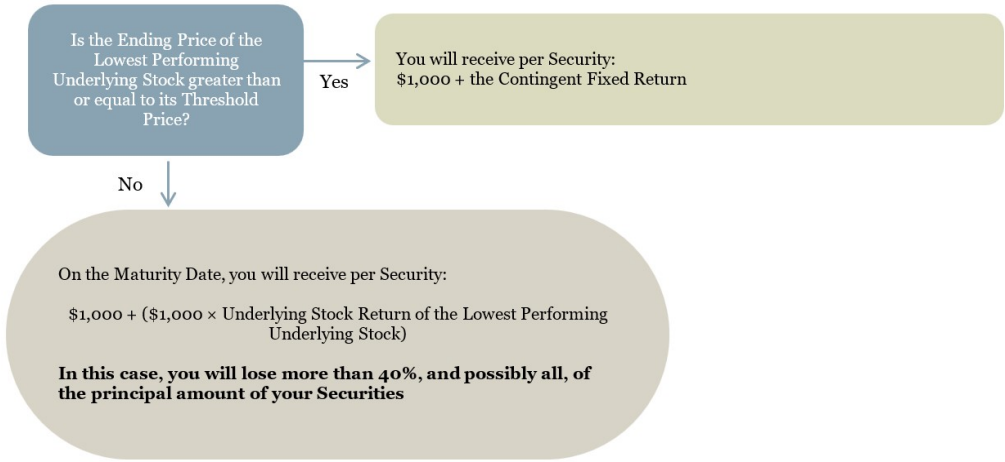 Is the Ending Price of the
Lowest Performing
Underlying Stock greater than
or equal to its Threshold
Price?
Yes
You will receive per Security:
$1,000 + the Contingent Fixed Return
No
On the Maturity Date, you will receive per Security:
$1,000 + ($1,000 × Underlying Stock Return of the Lowest Performing
Underlying Stock)
In this case, you will lose more than 40%, and possibly all, of
the principal amount of your Securities